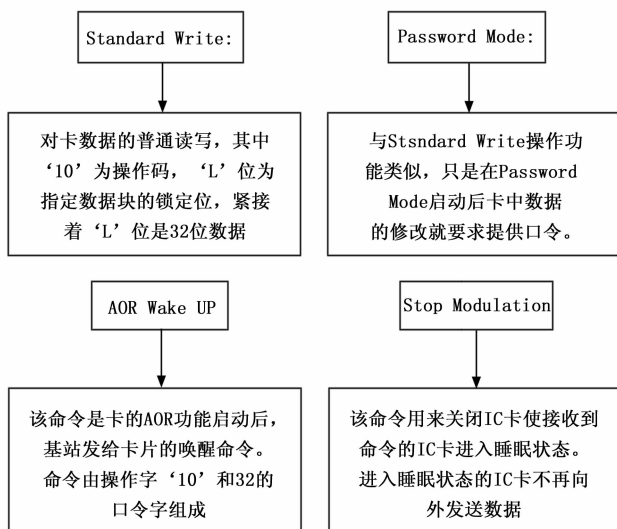 Standard Write:
对卡数据的普通读写，其中
‘10’为操作码，‘L’位为
指定数据块的锁定位，紧接
着‘L’位是32位数据
Password Mode:
与Stsndard Write操作功
能类似，只是在Password
Mode启动后卡中数据
的修改就要求提供口令。
AOR Wake UP
该命令是卡的AOR功能启动后，
基站发给卡片的唤醒命令。
命令由操作字‘10’和32的
口令字组成
Stop Modulation
该命令用来关闭IC卡使接收到
命令的IC卡进入睡眠状态。
进入睡眠状态的IC卡不再向
外发送数据